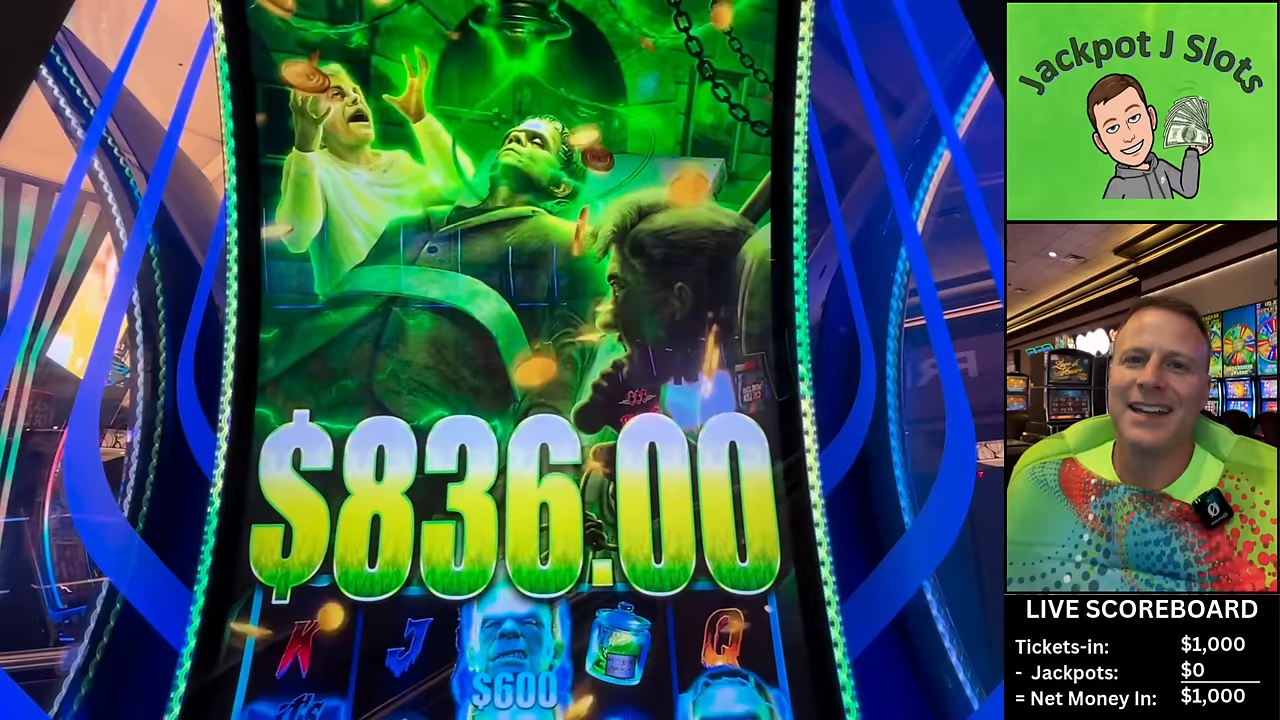 Jackpot J Slots
$836.00
K
J
Q
$600
LIVE SCOREBOARD
Tickets-in: $1,000
- Jackpots: $0
= Net Money In: $1,000